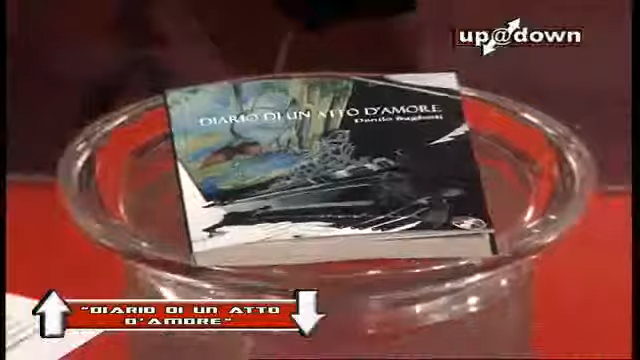 up@down
DIARIO DI UN ATTO D'AMORE
"DIARIO DI UN ATTO
D'AMORE"